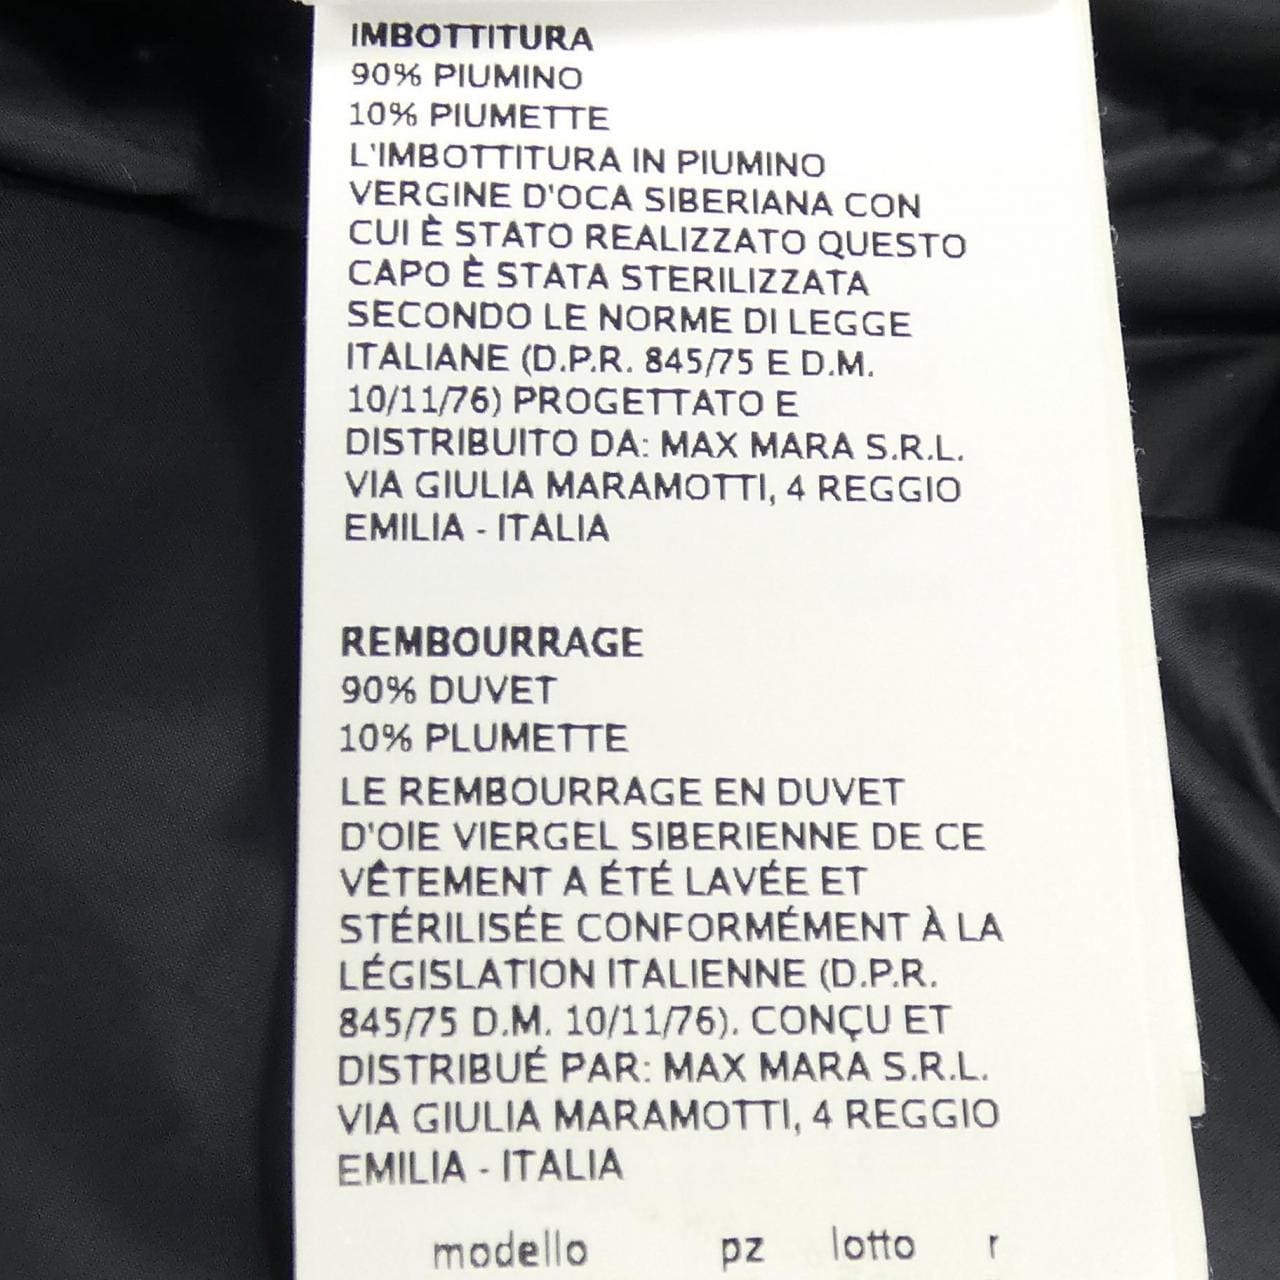 IMBOTTITURA
90% PIUMINO
10% PIUMETTE
L'IMBOTTITURA IN PIUMINO
VERGINE D'OCA SIBERIANA CON
CUI È STATO REALIZZATO QUESTO
CAPO È STATA STERILIZZATA
SECONDO LE NORME DI LEGGE
ITALIANE (D.P.R. 845/75 E D.M.
10/11/76) PROGETTATO E
DISTRIBUITO DA: MAX MARA S.R.L.
VIA GIULIA MARAMOTTI, 4 REGGIO
EMILIA - ITALIA
REMBOURRAGE
90% DUVET
10% PLUMETTE
LE REMBOURRAGE EN DUVET
D'OIE VIERGEL SIBERIENNE DE CE
VÊTEMENT A ÉTÉ LAVÉE ET
STÉRILISÉE CONFORMÉMENT À LA
LÉGISLATION ITALIENNE (D.P.R.
845/75 D.M. 10/11/76). CONÇU ET
DISTRIBUÉ PAR: MAX MARA S.R.L.
VIA GIULIA MARAMOTTI, 4 REGGIO
EMILIA - ITALIA
modello pz lotto r